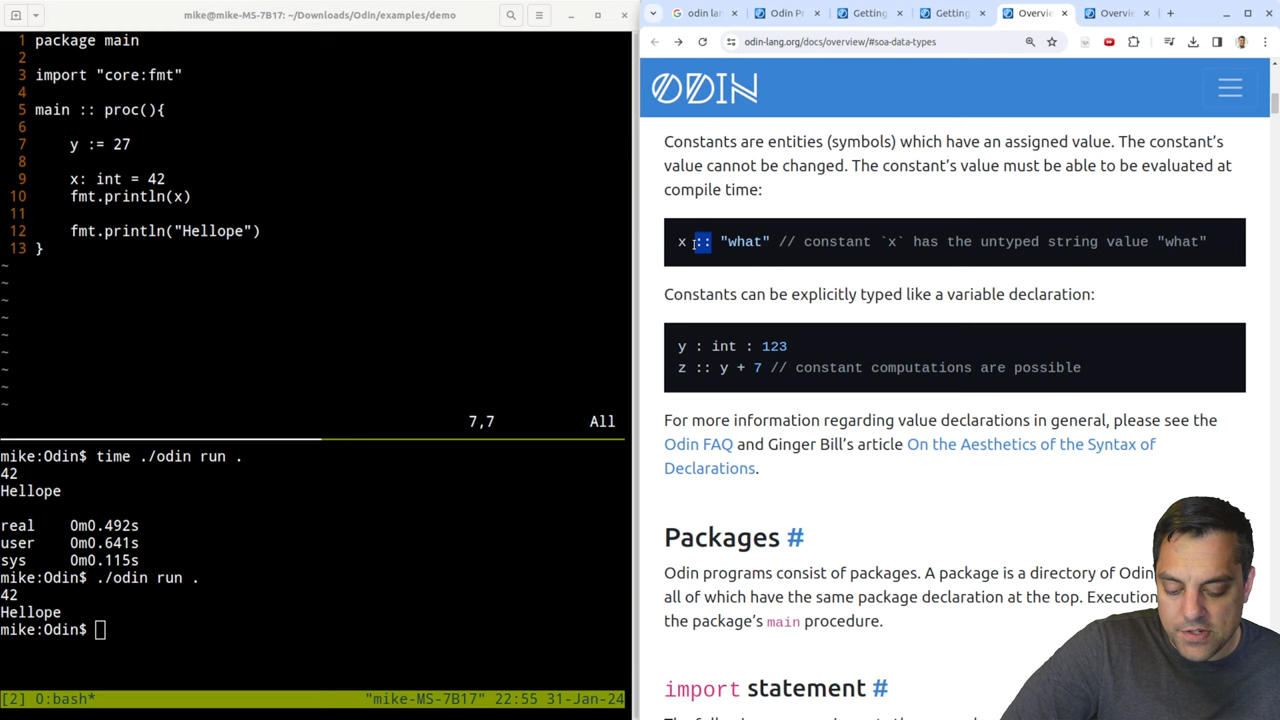 mike@mike-MS-7B17: ~/Downloads/Odin/examples/demo
1 package main
2
3 import "core:fmt"
4
5 main :: proc(){
6
7 y := 27
8
9 x: int = 42
10 fmt.println(x)
11
12 fmt.println("Hellope")
13 }
~
~
~
~
~
~
~
~
7,7 All
mike:Odin$ time ./odin run .
42
Hellope
real 0m0.492s
user 0m0.641s
sys 0m0.115s
mike:Odin$ ./odin run .
42
Hellope
mike:Odin$
[2] 0:bash* "mike-MS-7B17" 22:55 31-Jan-24
odin lan
Odin Pr
Getting
Getting
Overvie
Overvie
odin-lang.org/docs/overview/#soa-data-types
ODIN
Constants are entities (symbols) which have an assigned value. The constant's
value cannot be changed. The constant's value must be able to be evaluated at
compile time:
x :: "what" // constant `x` has the untyped string value "what"
Constants can be explicitly typed like a variable declaration:
y : int : 123
z :: y + 7 // constant computations are possible
For more information regarding value declarations in general, please see the
Odin FAQ and Ginger Bill's article On the Aesthetics of the Syntax of
Declarations.
Packages #
Odin programs consist of packages. A package is a directory of Odin
all of which have the same package declaration at the top. Execution
the package's main procedure.
import statement #